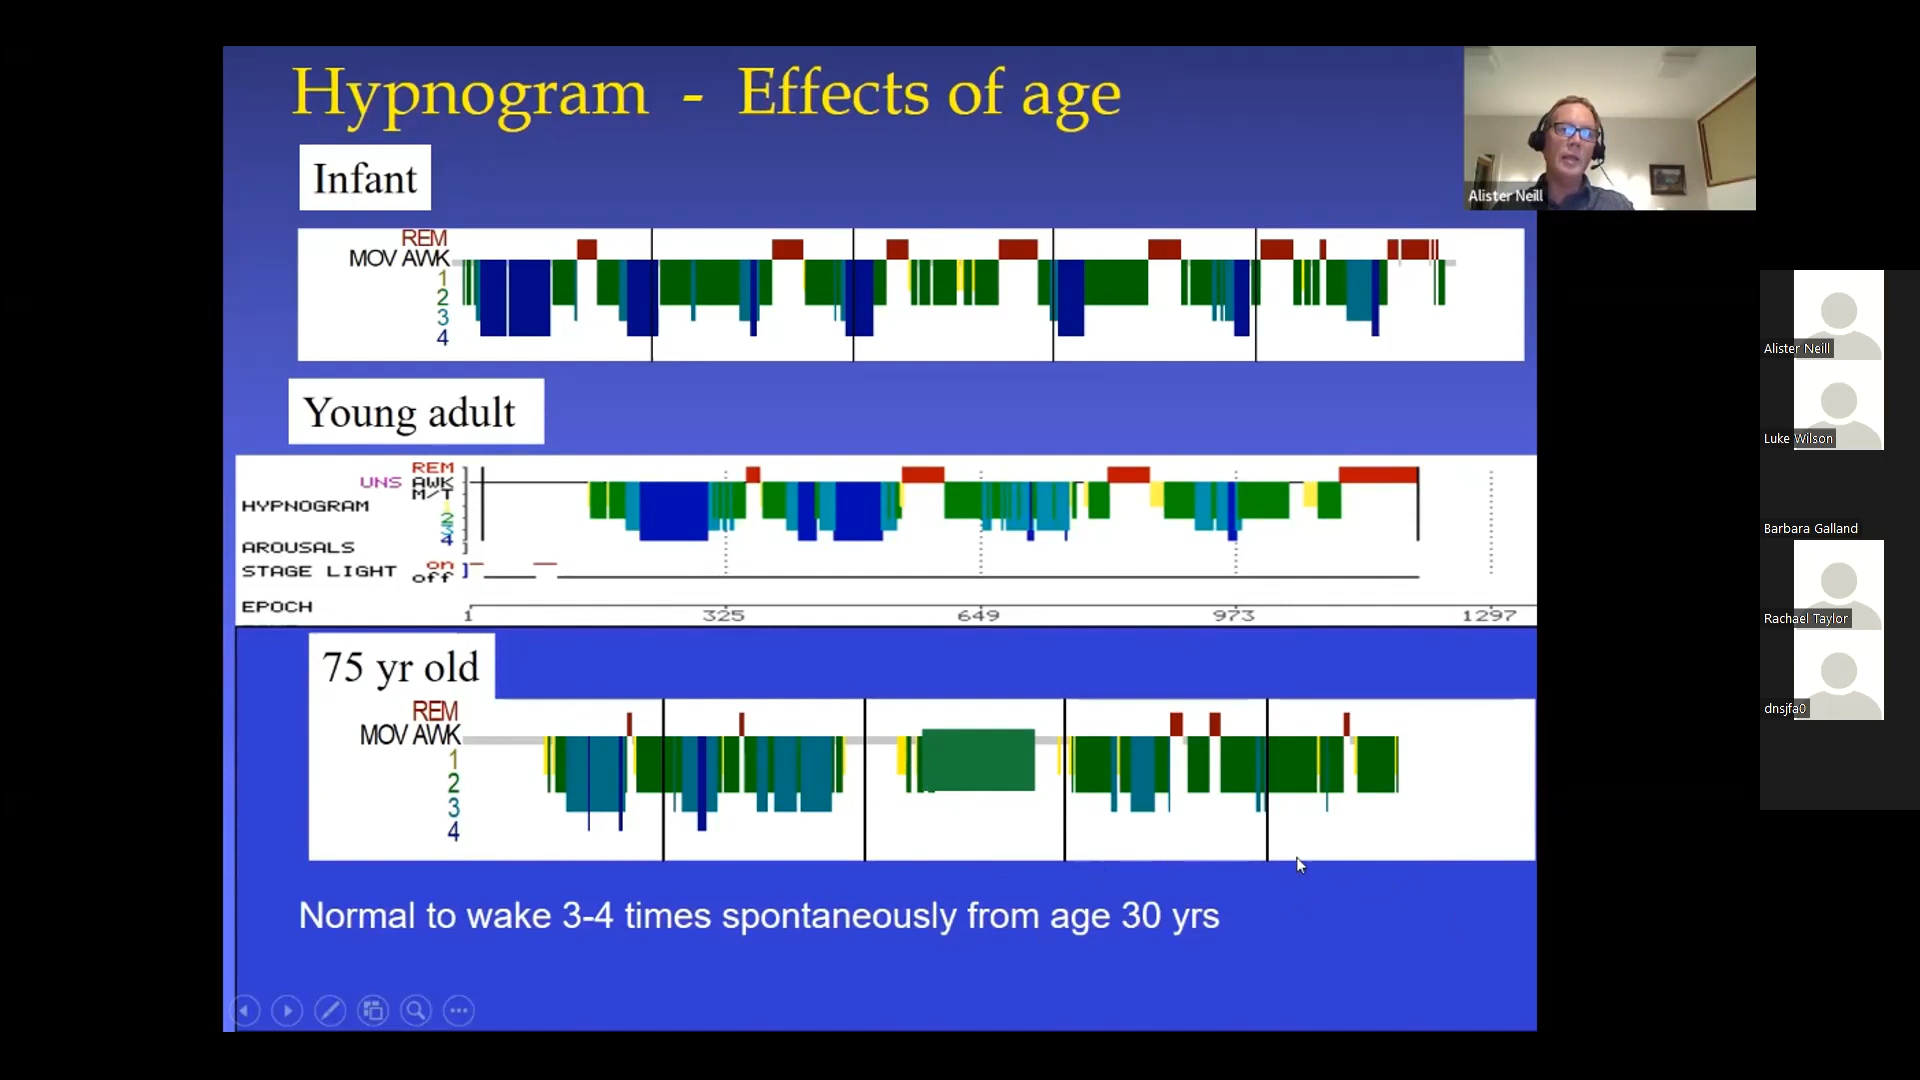 Hypnogram - Effects of age
Alister Neill
Infant
REM
MOV AWK
1
2
3
4
Young adult
REM
UNS AWK
M/T
HYPNOGRAM
2
3
4
AROUSALS
STAGE LIGHT on
off
EPOCH
1 325 649 973 1297
75 yr old
REM
MOV AWK
1
2
3
4
Normal to wake 3-4 times spontaneously from age 30 yrs
Alister Neill
Luke Wilson
Barbara Galland
Rachael Taylor
dnsjfa0